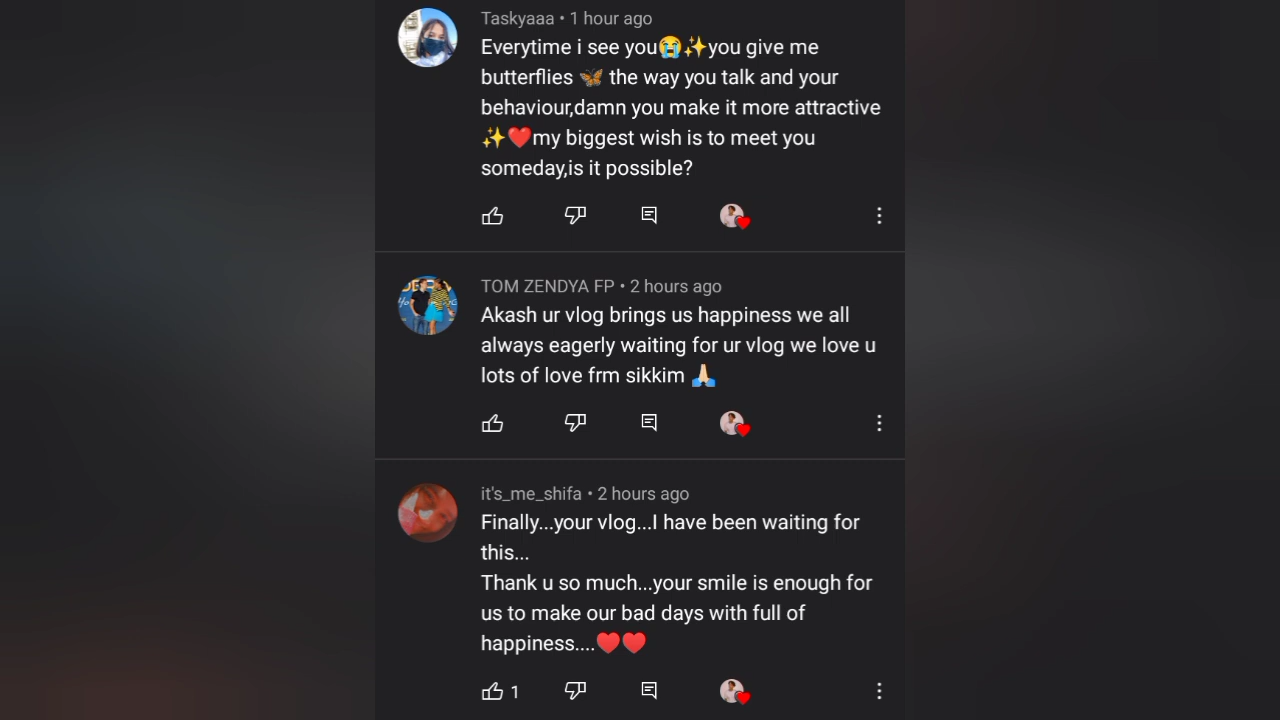 Taskyaaa • 1 hour ago
Everytime i see you😭✨you give me
butterflies 🦋 the way you talk and your
behaviour,damn you make it more attractive
✨❤️my biggest wish is to meet you
someday,is it possible?
TOM ZENDYA FP • 2 hours ago
Akash ur vlog brings us happiness we all
always eagerly waiting for ur vlog we love u
lots of love frm sikkim 🙏🏻
it's_me_shifa • 2 hours ago
Finally...your vlog...I have been waiting for
this...
Thank u so much...your smile is enough for
us to make our bad days with full of
happiness....♥️♥️
1